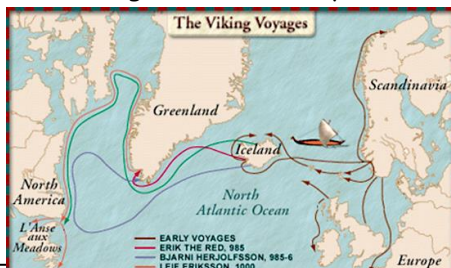 The Viking Voyages
Scandinavia
Greenland
Iceland
North
America
L'Anse
aux
Meadows
North
Atlantic Ocean
Europe
EARLY VOYAGES
ERIK THE RED, 985
BJARNI HERJOLFSSON, 985-6
LEIF ERIKSSON, 1000